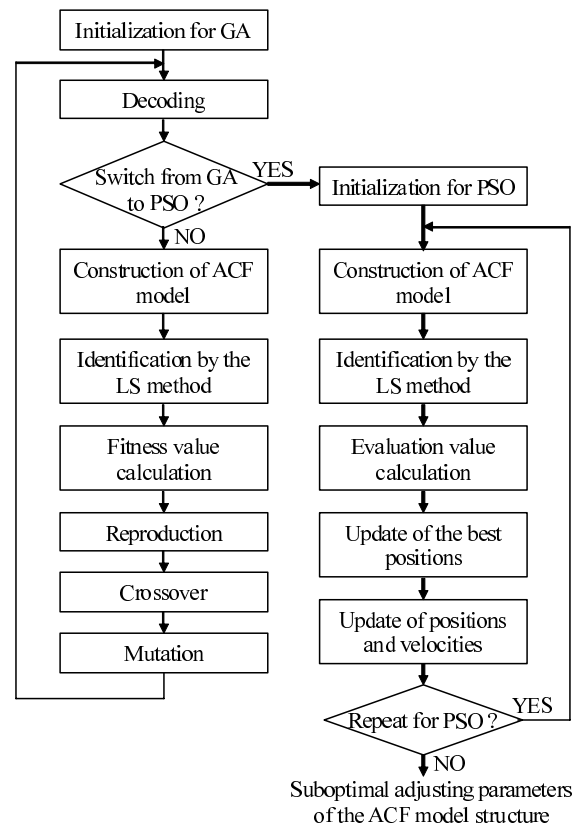 Initialization for GA
Decoding
Switch from GA
to PSO ?
YES
NO
Construction of ACF
model
Identification by the
LS method
Fitness value
calculation
Reproduction
Crossover
Mutation
Initialization for PSO
Construction of ACF
model
Identification by the
LS method
Evaluation value
calculation
Update of the best
positions
Update of positions
and velocities
Repeat for PSO ?
YES
NO
Suboptimal adjusting parameters
of the ACF model structure